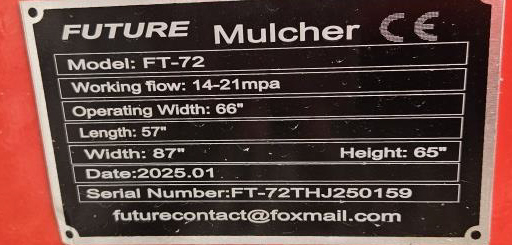 FUTURE Mulcher CE
Model: FT-72
Working flow: 14-21mpa
Operating Width: 66"
Length: 57"
Width: 87" Height: 65"
Date:2025.01
Serial Number:FT-72THJ250159
futurecontact@foxmail.com